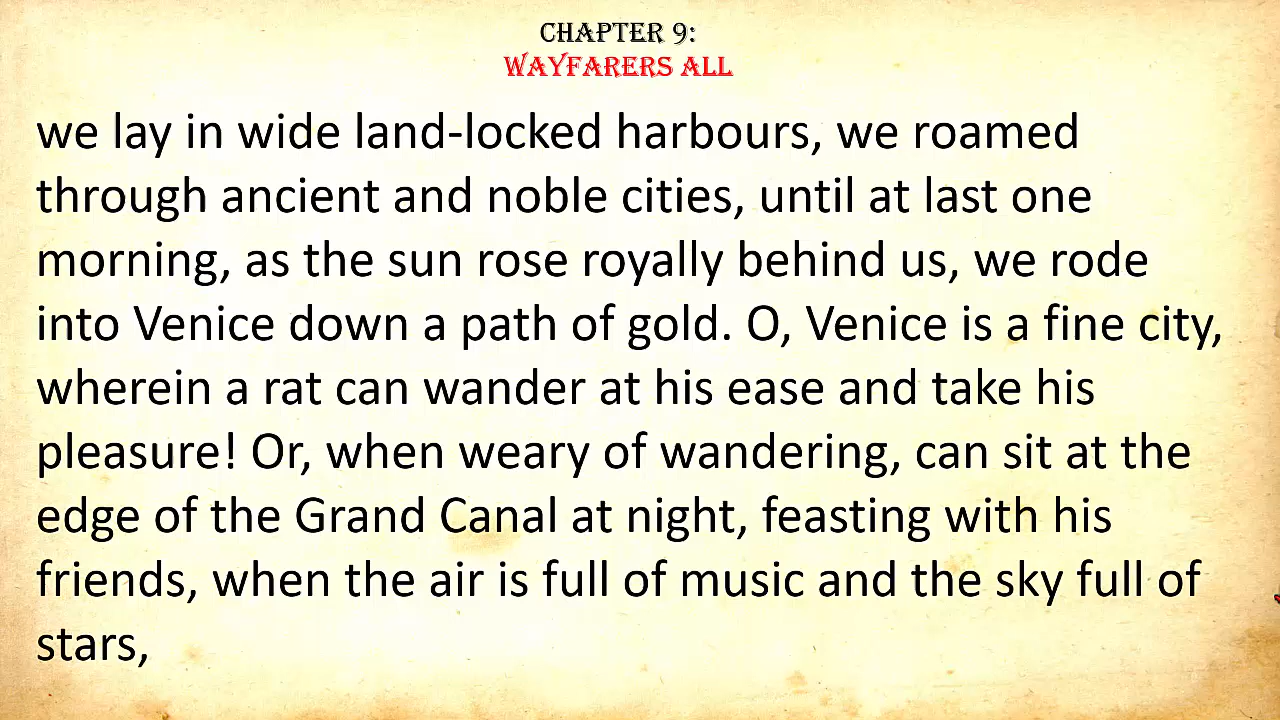 CHAPTER 9:
WAYFARERS ALL
we lay in wide land-locked harbours, we roamed
through ancient and noble cities, until at last one
morning, as the sun rose royally behind us, we rode
into Venice down a path of gold. O, Venice is a fine city,
wherein a rat can wander at his ease and take his
pleasure! Or, when weary of wandering, can sit at the
edge of the Grand Canal at night, feasting with his
friends, when the air is full of music and the sky full of
stars,